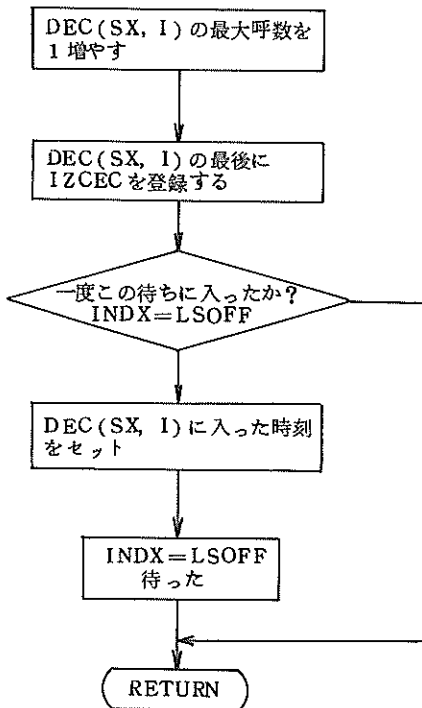 DEC(SX, I)の最大呼数を
1増やす
DEC(SX, I)の最後に
IZCECを登録する
一度この待ちに入ったか？
INDX=LSOFF
DEC(SX, I)に入った時刻
をセット
INDX=LSOFF
待った
RETURN